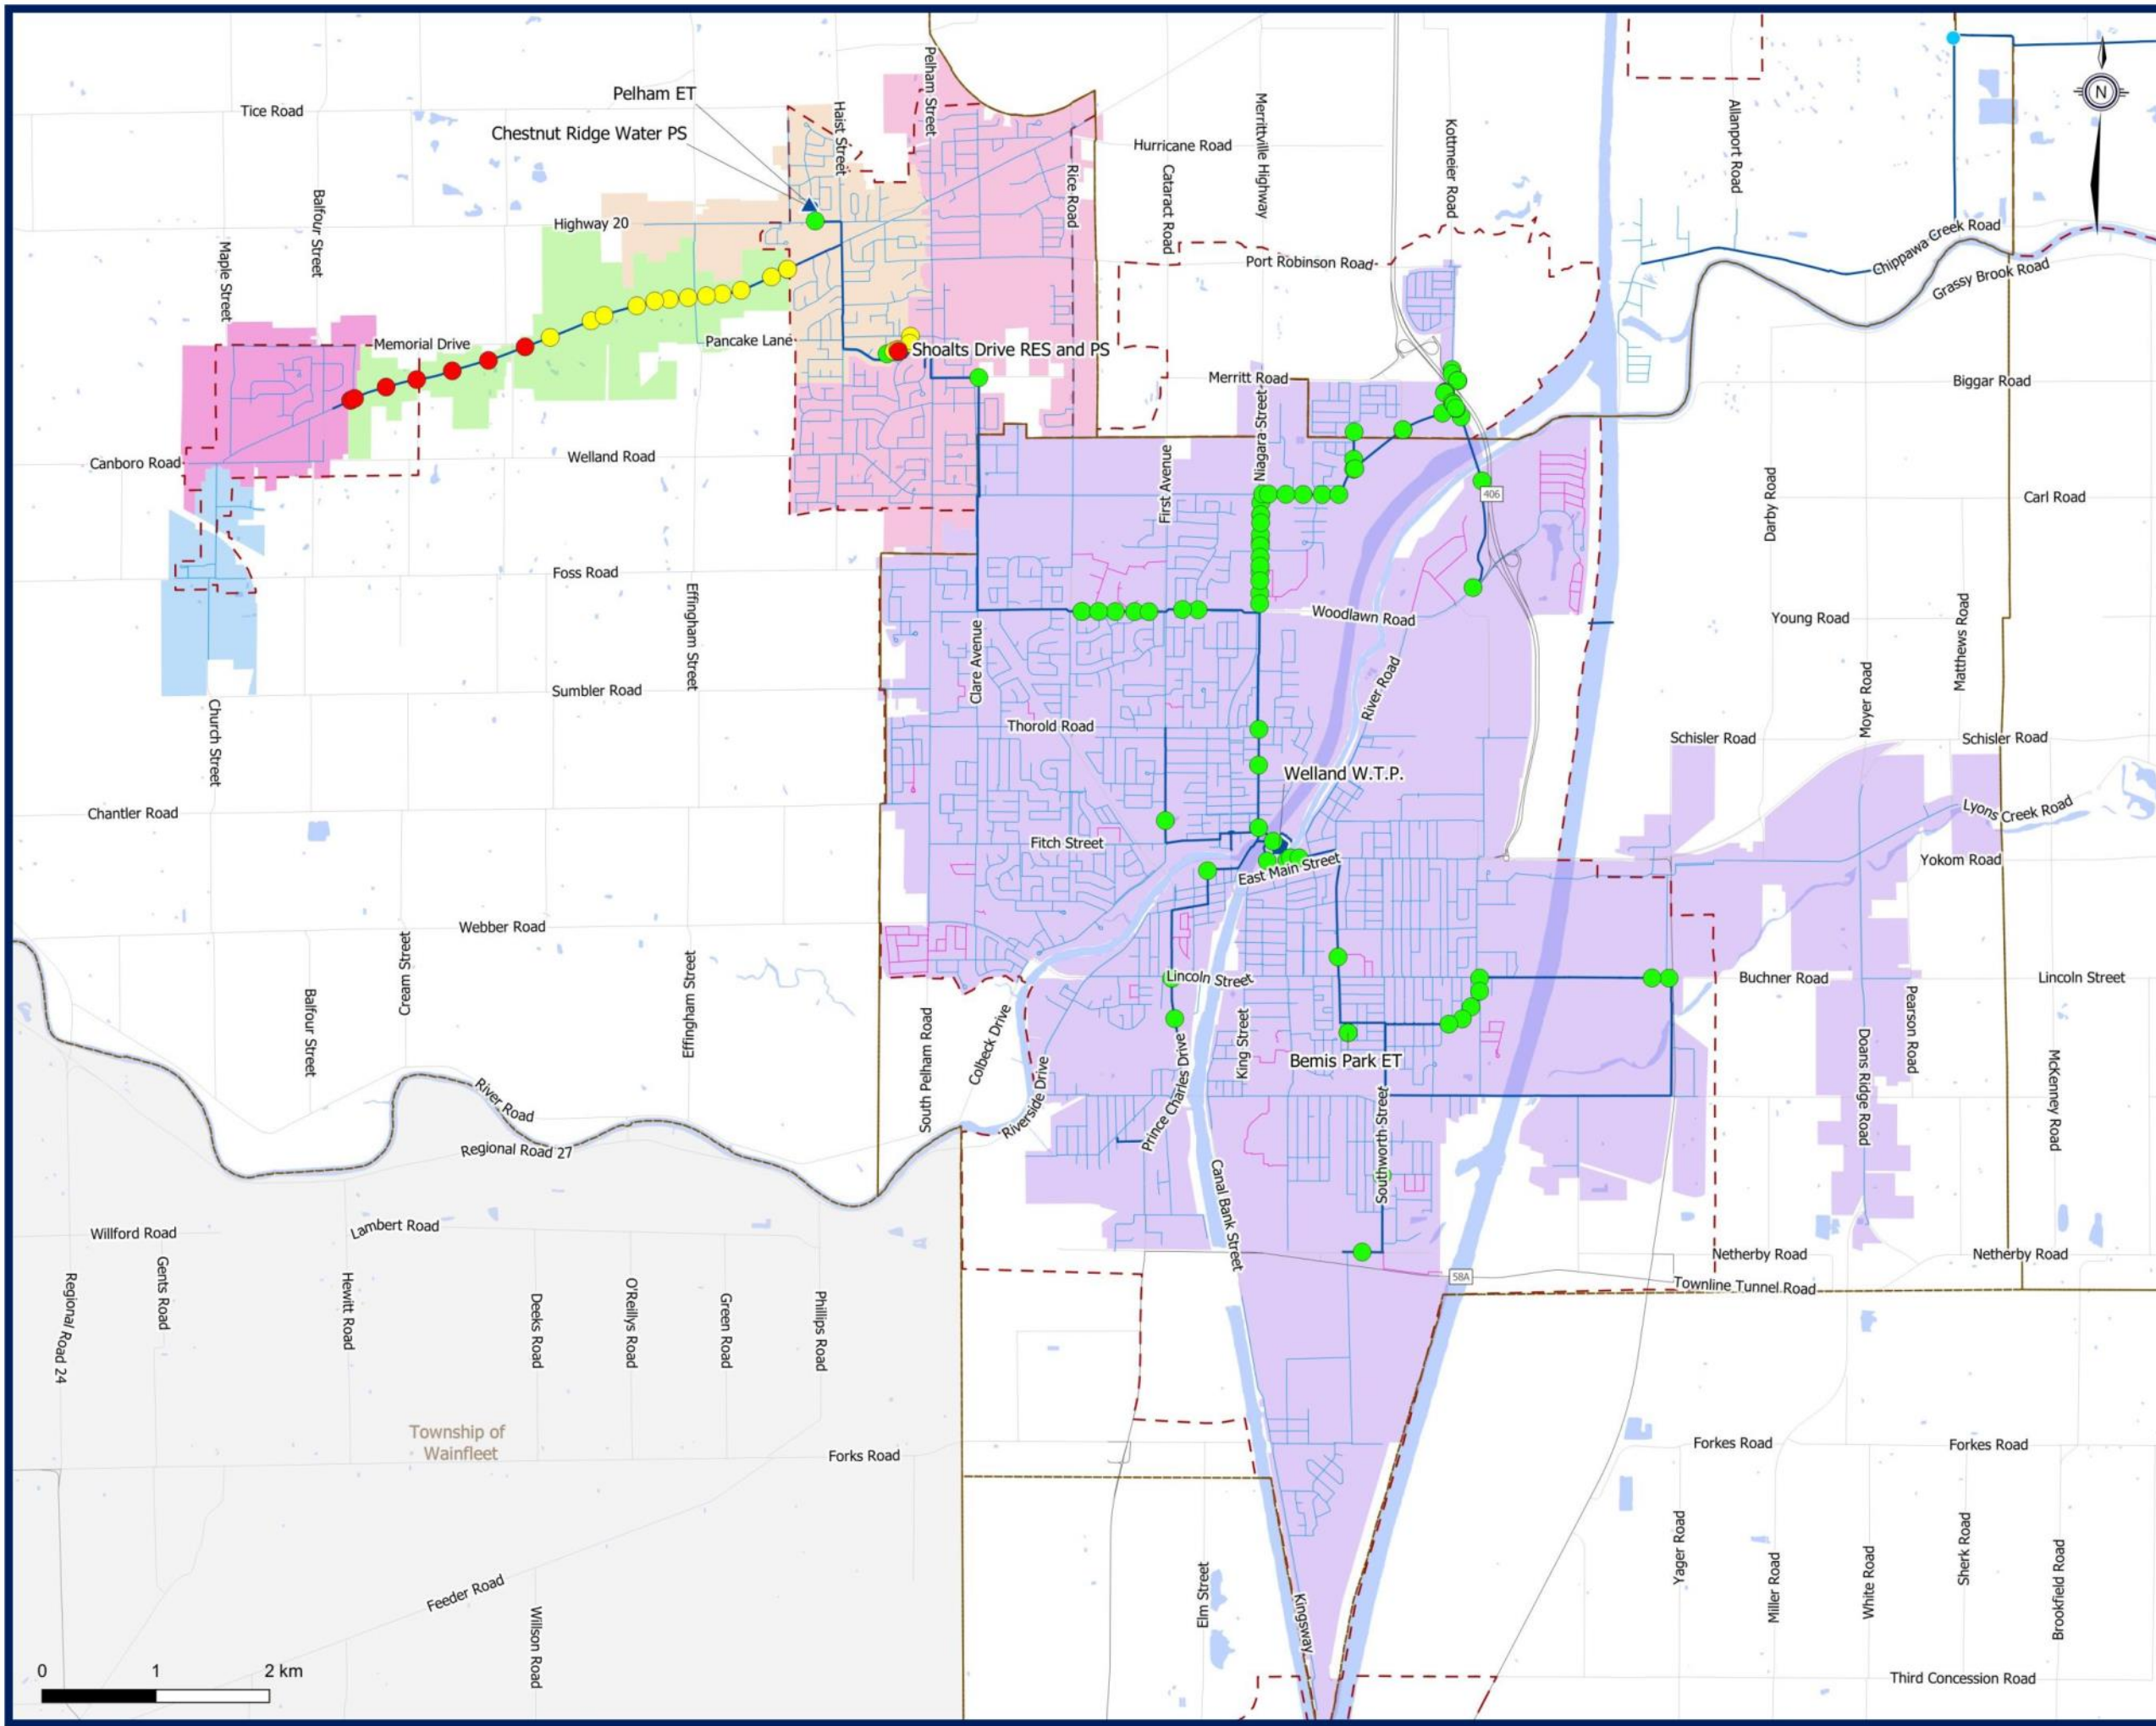 Pelham ET
Chestnut Ridge Water PS
Tice Road
Haist Street
Pelham Street
Hurricane Road
Rice Road
Cataract Road
Merrittville Highway
Kottmeier Road
Allanport Road
N
Balfour Street
Maple Street
Highway 20
Port Robinson Road
Chippawa Creek Road
Grassy Brook Road
Memorial Drive
Pancake Lane
Shoalts Drive RES and PS
Merritt Road
Niagara Street
Biggar Road
Canboro Road
Welland Road
First Avenue
406
Darby Road
Carl Road
Foss Road
Effingham Street
Clare Avenue
Woodlawn Road
Young Road
Matthews Road
Sumbler Road
River Road
Moyer Road
Church Street
Thorold Road
Schisler Road
Schisler Road
Welland W.T.P.
Chantler Road
Fitch Street
East Main Street
Lyons Creek Road
Yokom Road
Webber Road
Cream Street
Effingham Street
Balfour Street
Lincoln Street
Buchner Road
Lincoln Street
South Pelham Road
Colbeck Drive
Riverside Drive
Prince Charles Drive
King Street
Bemis Park ET
Pearson Road
Doans Ridge Road
McKenney Road
River Road
Regional Road 27
Southworth Street
Canal Bank Street
Willford Road
Lambert Road
Netherby Road
Netherby Road
58A
Townline Tunnel Road
Regional Road 24
Gents Road
Hewitt Road
Deeks Road
O'Reillys Road
Green Road
Phillips Road
Township of
Wainfleet
Forks Road
Forkes Road
Forkes Road
Feeder Road
Willson Road
Elm Street
Kingsway
Yager Road
Miller Road
White Road
Sherk Road
Brookfield Road
Third Concession Road
0 1 2 km